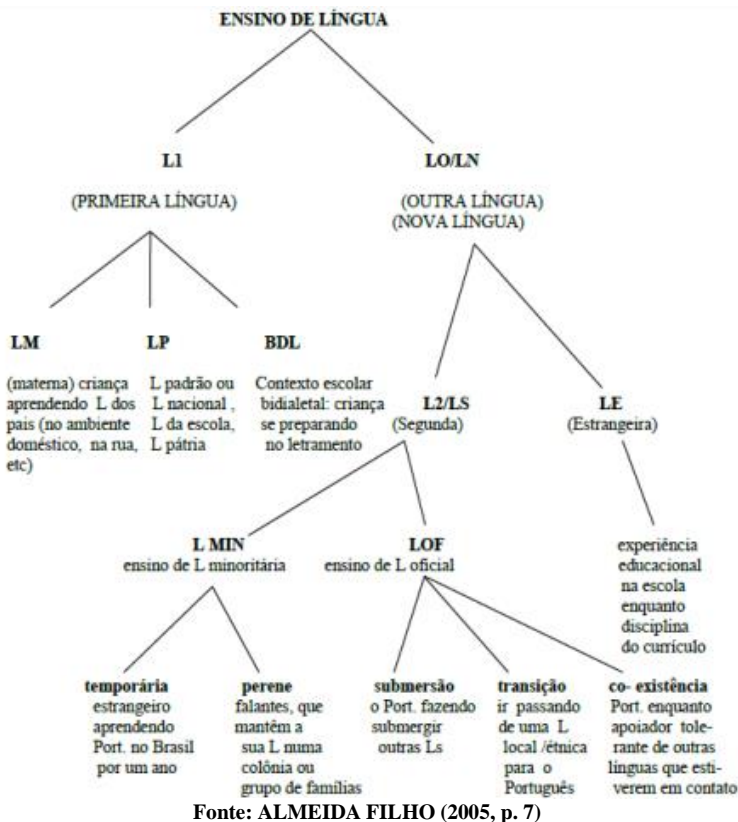 ENSINO DE LÍNGUA
L1
(PRIMEIRA LÍNGUA)
LO/LN
(OUTRA LÍNGUA)
(NOVA LÍNGUA)
LM
(materna) criança
aprendendo L dos
pais (no ambiente
doméstico, na rua,
etc)
LP
L padrão ou
L nacional ,
L da escola,
L pátria
BDL
Contexto escolar
bidialetal: criança
se preparando
no letramento
L2/LS
(Segunda)
LE
(Estrangeira)
L MIN
ensino de L minoritária
LOF
ensino de L oficial
experiência
educacional
na escola
enquanto
disciplina
do currículo
temporária
estrangeiro
aprendendo
Port. no Brasil
por um ano
perene
falantes, que
mantêm a
sua L numa
colônia ou
grupo de famílias
submersão
o Port. fazendo
submergir
outras Ls
transição
ir passando
de uma L
local /étnica
para o
Português
co- existência
Port. enquanto
apoiador tole-
rante de outras
línguas que esti-
verem em contato
Fonte: ALMEIDA FILHO (2005, p. 7)